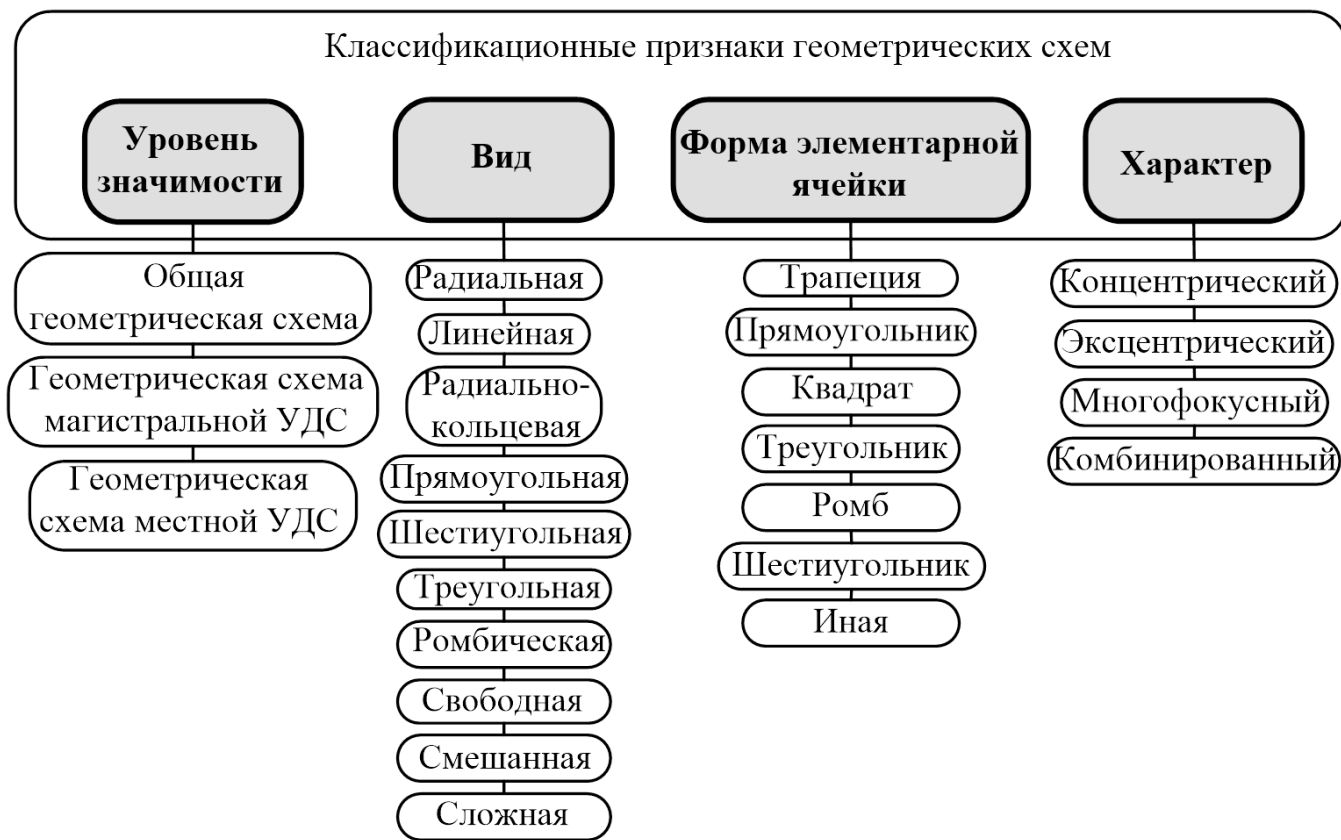 Классификационные признаки геометрических схем
Уровень
значимости
Общая
геометрическая схема
Геометрическая схема
магистральной УДС
Геометрическая
схема местной УДС
Вид
Радиальная
Линейная
Радиально-
кольцевая
Прямоугольная
Шестиугольная
Треугольная
Ромбическая
Свободная
Смешанная
Сложная
Форма элементарной
ячейки
Трапеция
Прямоугольник
Квадрат
Треугольник
Ромб
Шестиугольник
Иная
Характер
Концентрический
Эксцентрический
Многофокусный
Комбинированный